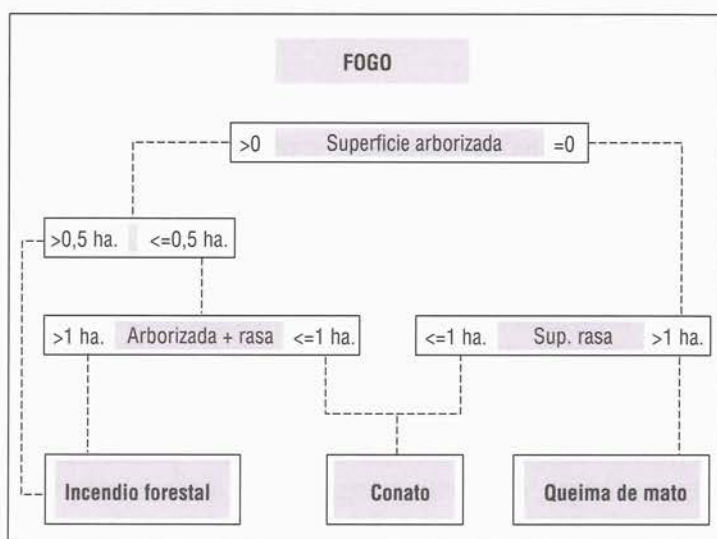 FOGO
>0 Superficie arborizada =0
>0,5 ha. <=0,5 ha.
>1 ha. Arborizada + rasa <=1 ha.
<=1 ha. Sup. rasa >1 ha.
Incendio forestal
Conato
Queima de mato